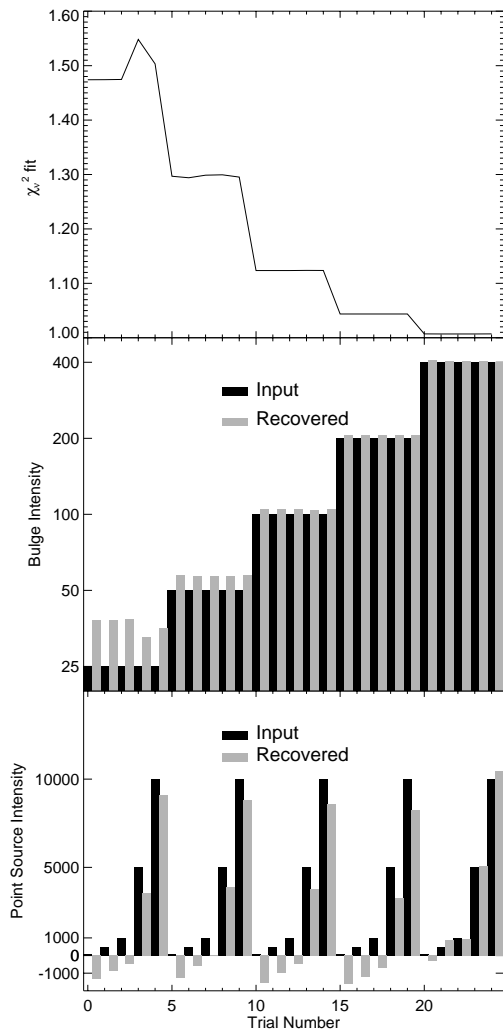 1.60
1.50
1.40
1.30
1.20
1.10
1.00
χν² fit
400
200
100
50
25
Bulge Intensity
Input
Recovered
10000
5000
1000
0
-1000
Point Source Intensity
Input
Recovered
0
5
10
15
20
Trial Number